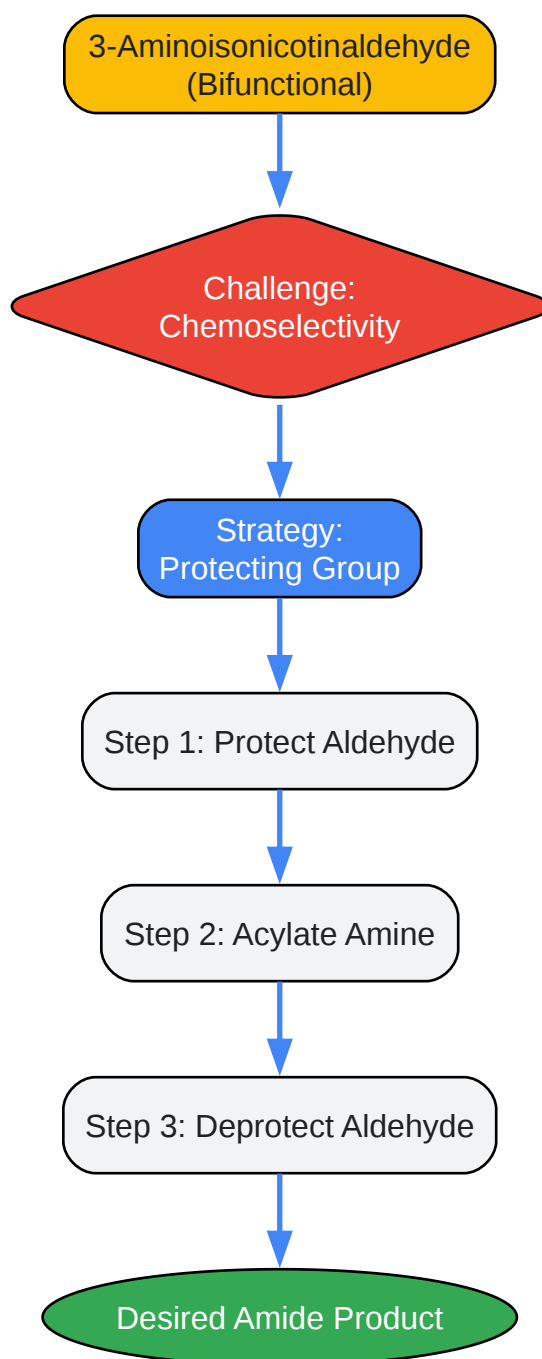 3-Aminoisonicotinaldehyde
(Bifunctional)
Challenge:
Chemoselectivity
Strategy:
Protecting Group
Step 1: Protect Aldehyde
Step 2: Acylate Amine
Step 3: Deprotect Aldehyde
Desired Amide Product